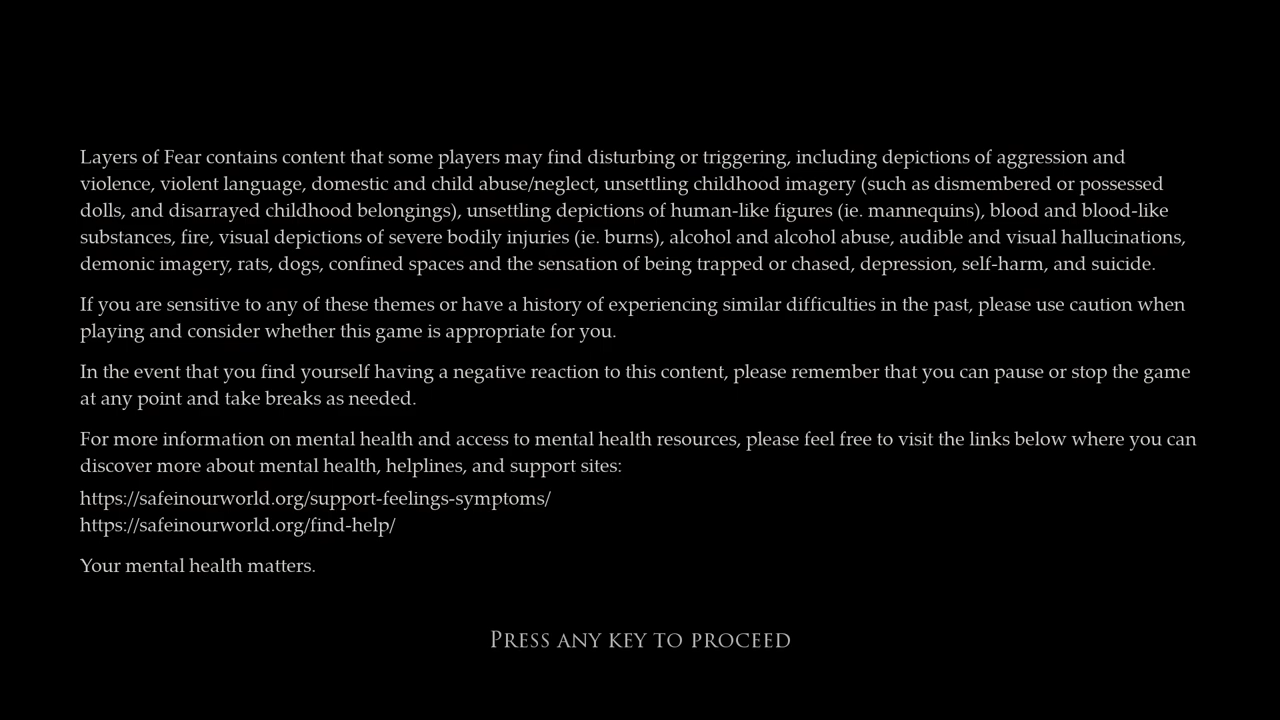 Layers of Fear contains content that some players may find disturbing or triggering, including depictions of aggression and
violence, violent language, domestic and child abuse/neglect, unsettling childhood imagery (such as dismembered or possessed
dolls, and disarrayed childhood belongings), unsettling depictions of human-like figures (ie. mannequins), blood and blood-like
substances, fire, visual depictions of severe bodily injuries (ie. burns), alcohol and alcohol abuse, audible and visual hallucinations,
demonic imagery, rats, dogs, confined spaces and the sensation of being trapped or chased, depression, self-harm, and suicide.
If you are sensitive to any of these themes or have a history of experiencing similar difficulties in the past, please use caution when
playing and consider whether this game is appropriate for you.
In the event that you find yourself having a negative reaction to this content, please remember that you can pause or stop the game
at any point and take breaks as needed.
For more information on mental health and access to mental health resources, please feel free to visit the links below where you can
discover more about mental health, helplines, and support sites:
https://safeinourworld.org/support-feelings-symptoms/
https://safeinourworld.org/find-help/
Your mental health matters.
Press any key to proceed